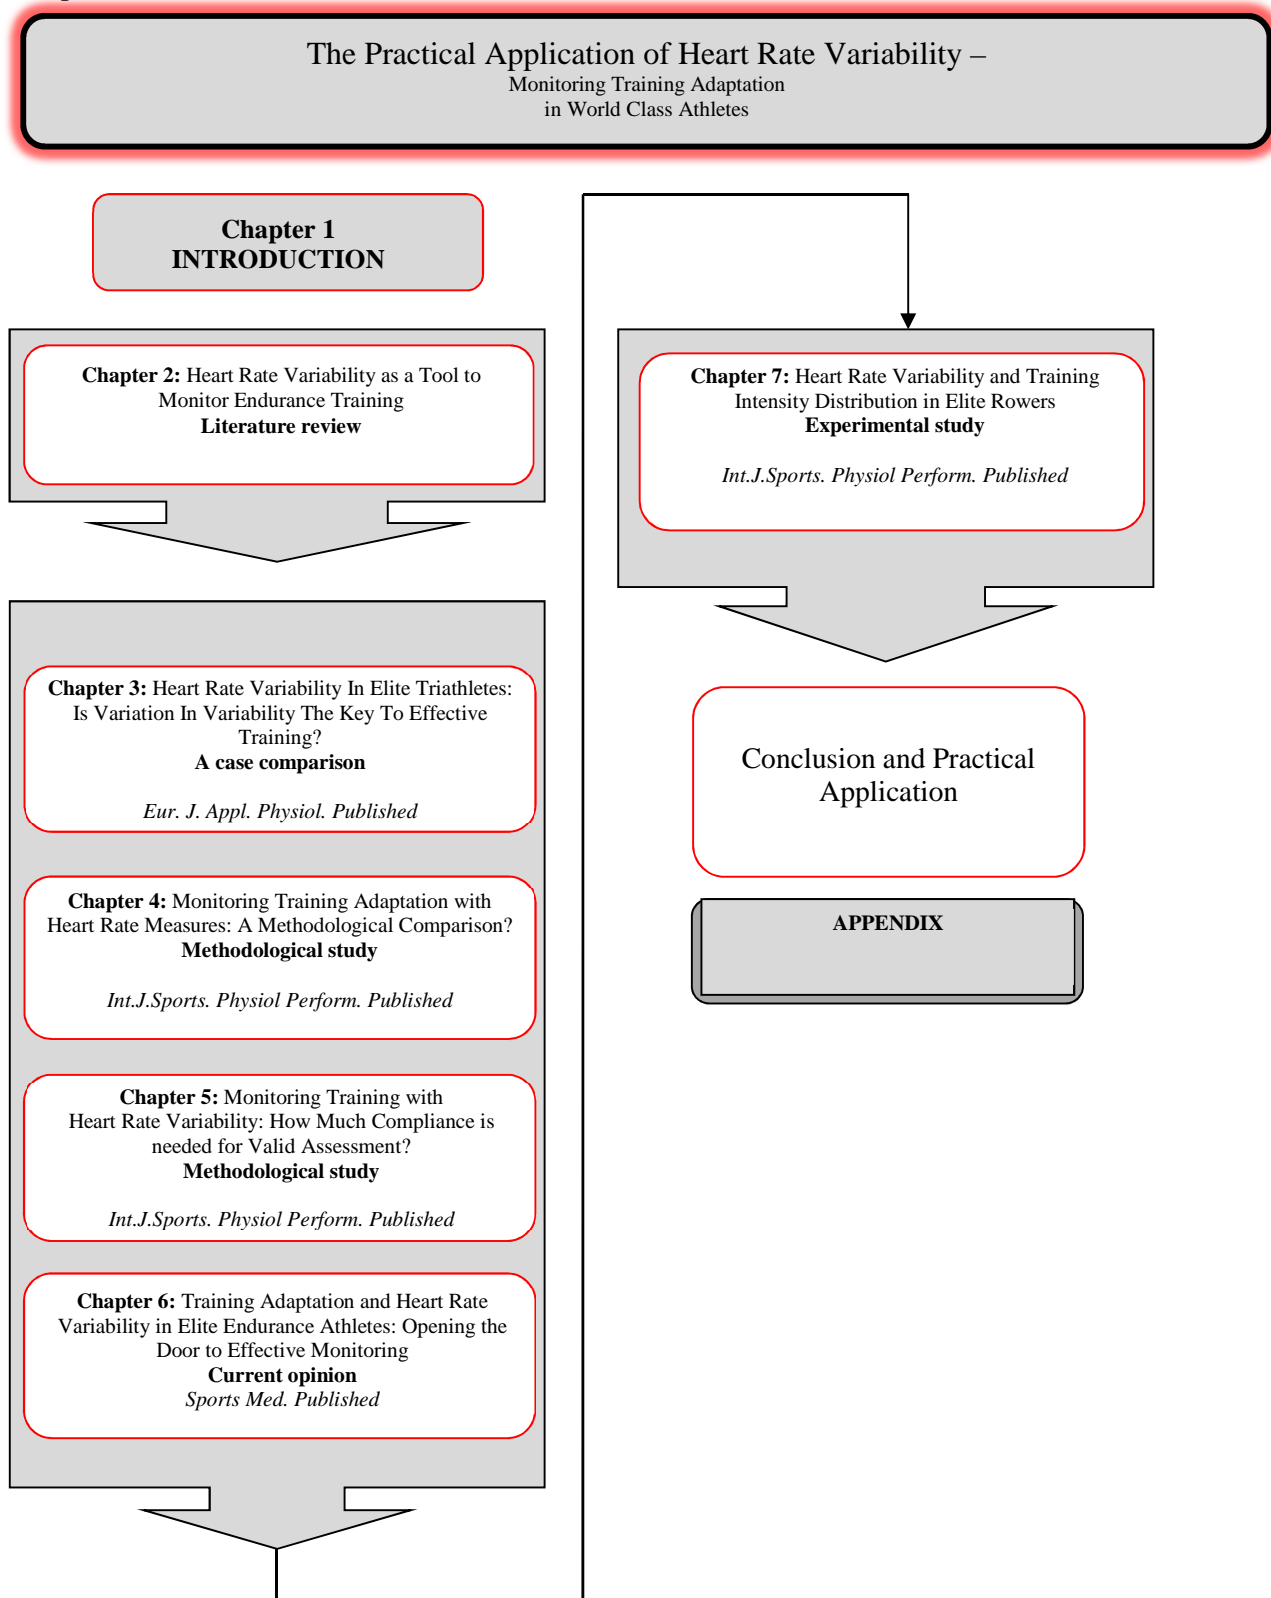 The Practical Application of Heart Rate Variability –
Monitoring Training Adaptation
in World Class Athletes
Chapter 1
INTRODUCTION
Chapter 2: Heart Rate Variability as a Tool to
Monitor Endurance Training
Literature review
Chapter 3: Heart Rate Variability In Elite Triathletes:
Is Variation In Variability The Key To Effective
Training?
A case comparison
Eur. J. Appl. Physiol. Published
Chapter 4: Monitoring Training Adaptation with
Heart Rate Measures: A Methodological Comparison?
Methodological study
Int.J.Sports. Physiol Perform. Published
Chapter 5: Monitoring Training with
Heart Rate Variability: How Much Compliance is
needed for Valid Assessment?
Methodological study
Int.J.Sports. Physiol Perform. Published
Chapter 6: Training Adaptation and Heart Rate
Variability in Elite Endurance Athletes: Opening the
Door to Effective Monitoring
Current opinion
Sports Med. Published
Chapter 7: Heart Rate Variability and Training
Intensity Distribution in Elite Rowers
Experimental study
Int.J.Sports. Physiol Perform. Published
Conclusion and Practical
Application
APPENDIX